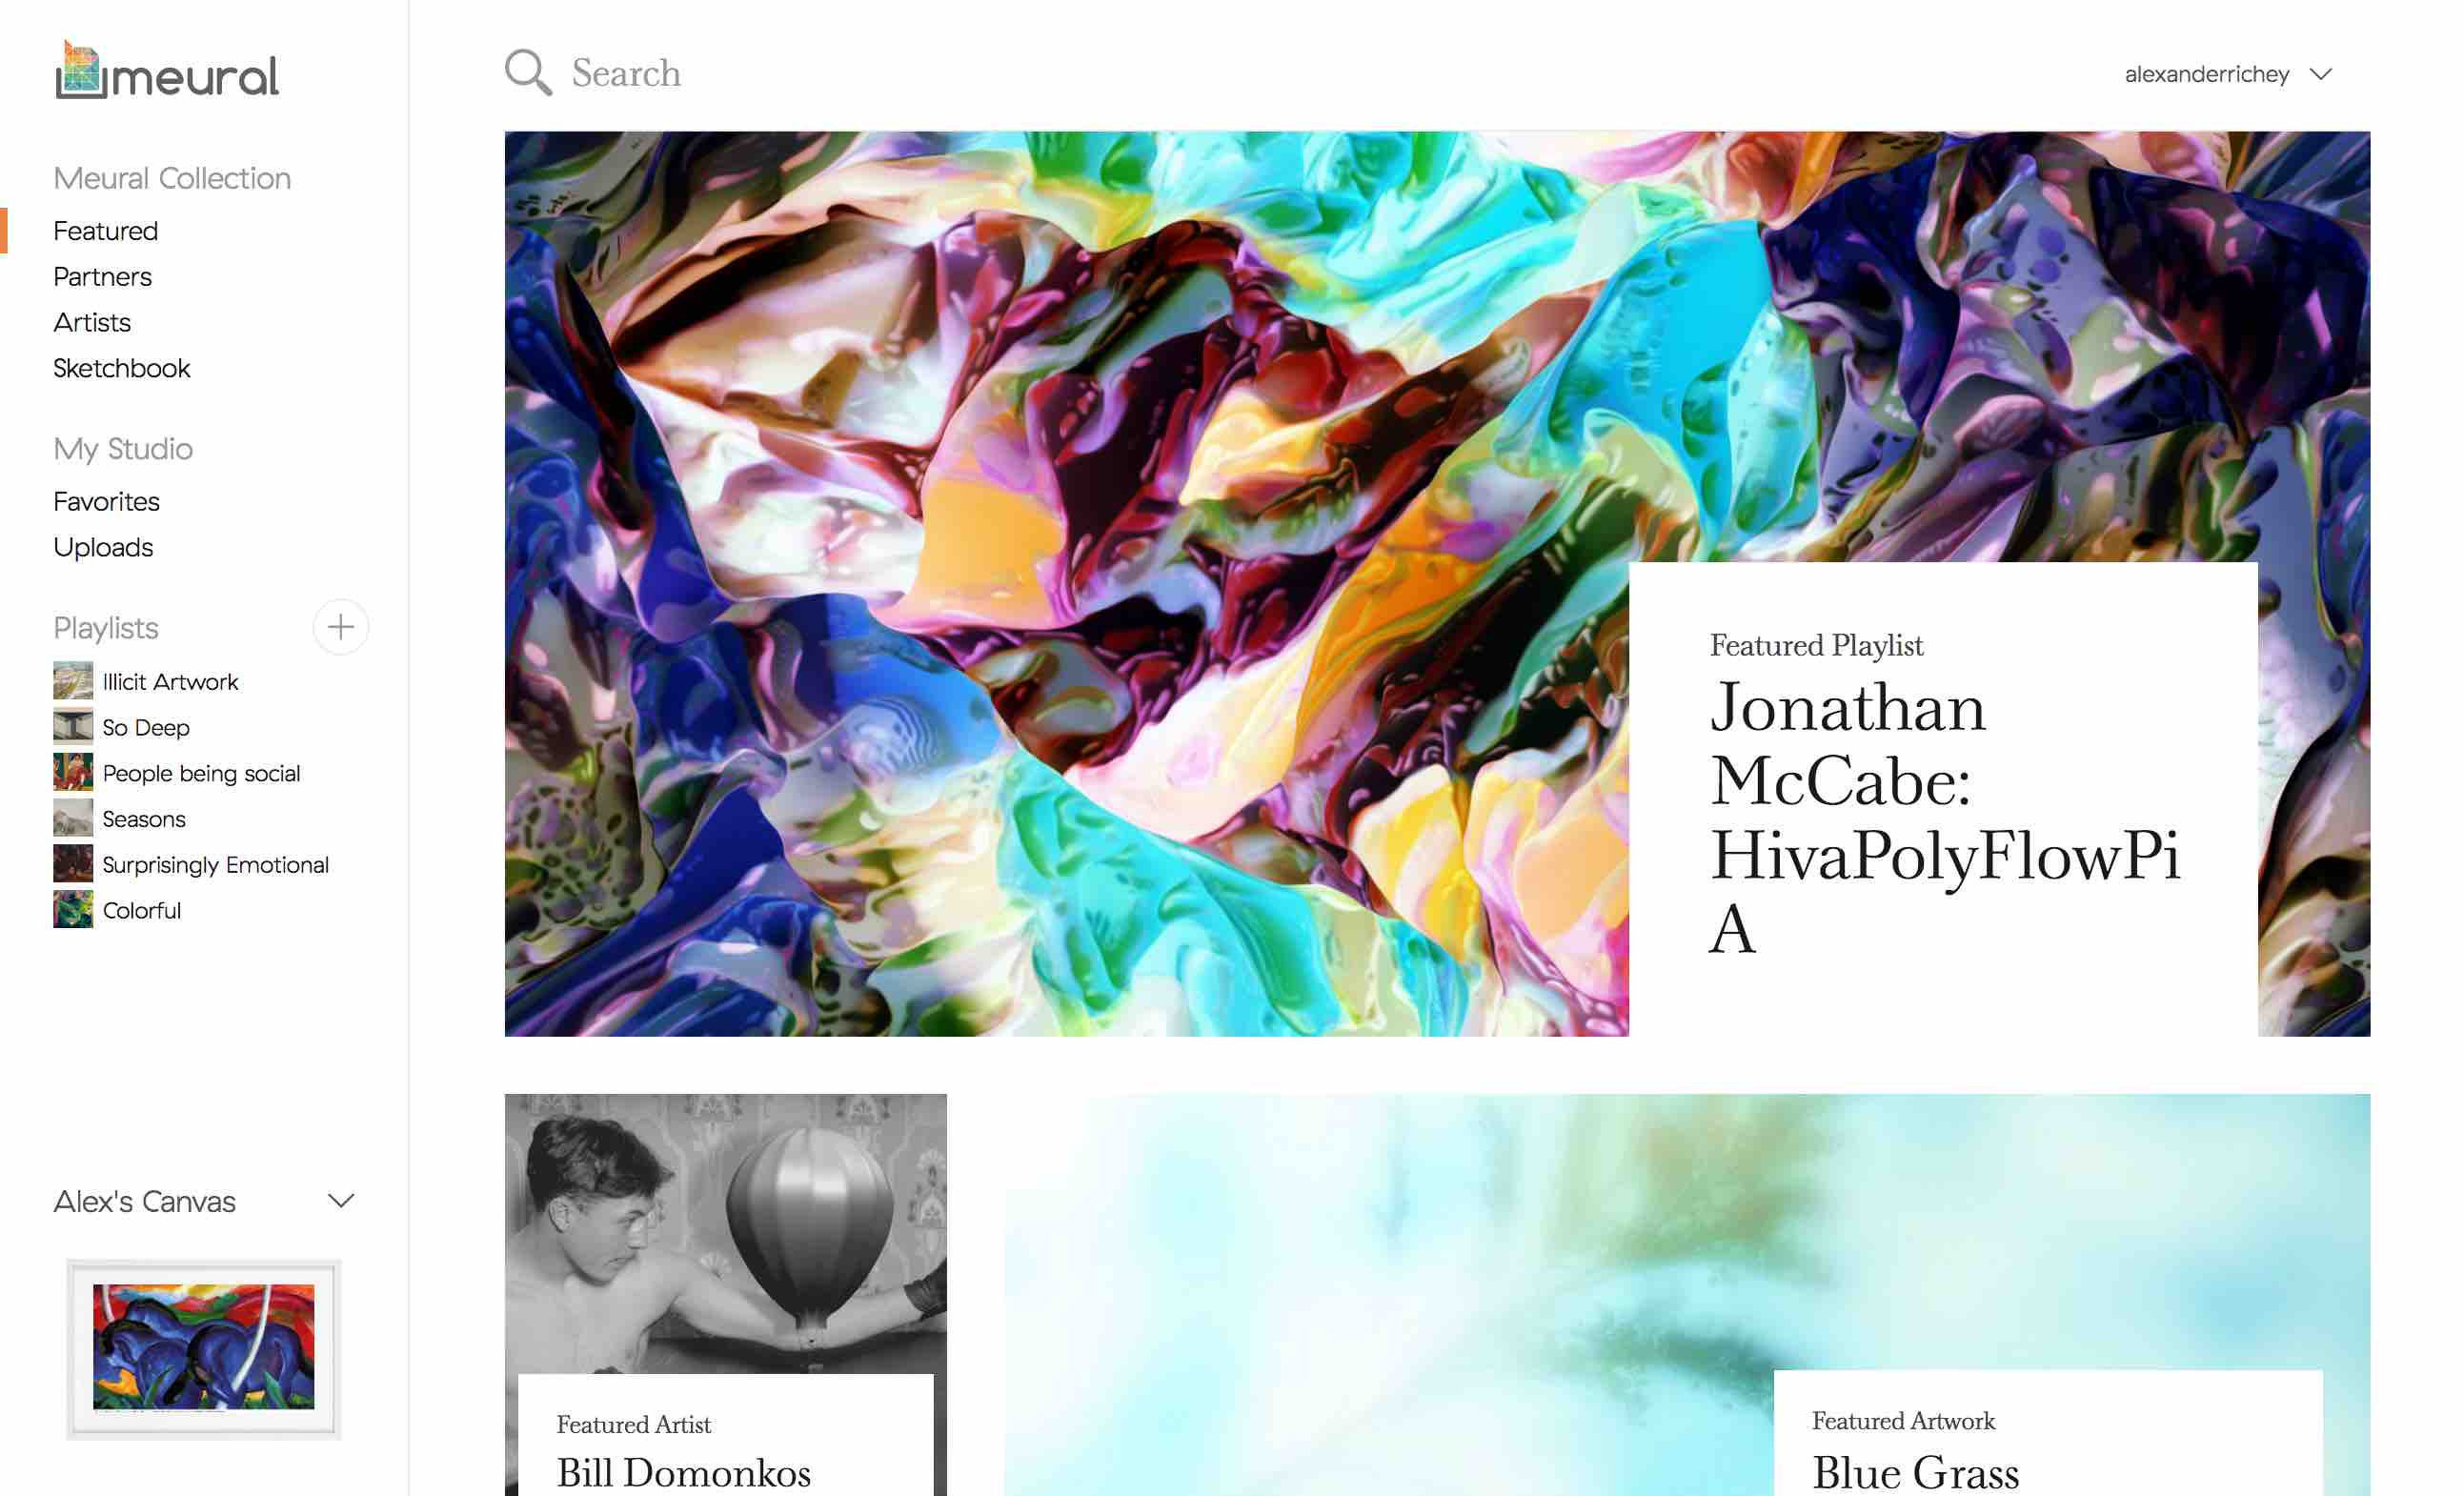 meural
Search
alexanderrichey
Meural Collection
Featured
Partners
Artists
Sketchbook
My Studio
Favorites
Uploads
Playlists
Illicit Artwork
So Deep
People being social
Seasons
Surprisingly Emotional
Colorful
Alex's Canvas
Featured Playlist
Jonathan
McCabe:
HivaPolyFlowPi
A
Featured Artist
Bill Domonkos
Featured Artwork
Blue Grass